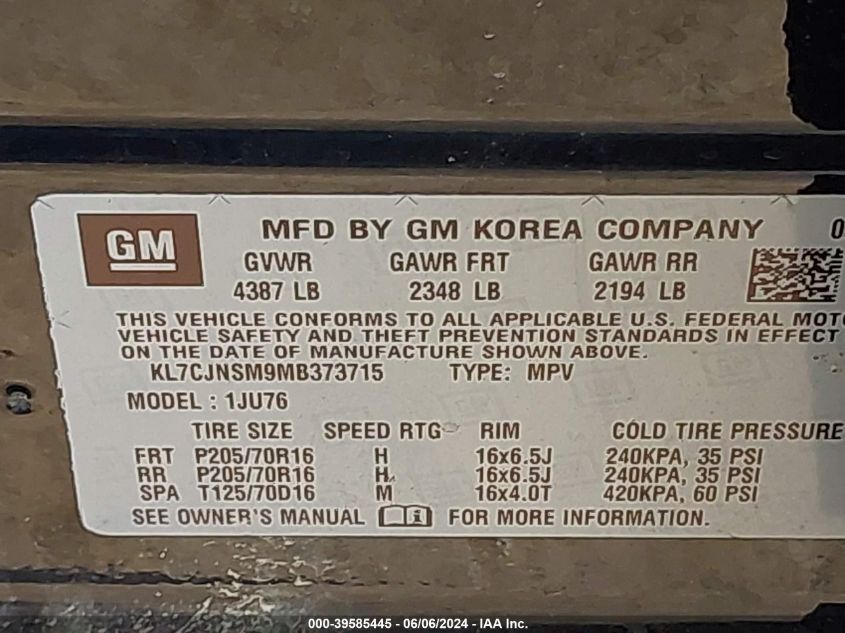 GM
MFD BY GM KOREA COMPANY 0
GVWR GAWR FRT GAWR RR
4387 LB 2348 LB 2194 LB
THIS VEHICLE CONFORMS TO ALL APPLICABLE U.S. FEDERAL MOT
VEHICLE SAFETY AND THEFT PREVENTION STANDARDS IN EFFECT
ON THE DATE OF MANUFACTURE SHOWN ABOVE.
KL7CJNSM9MB373715 TYPE: MPV
MODEL : 1JU76
TIRE SIZE SPEED RTG RIM COLD TIRE PRESSURE
FRT P205/70R16 H 16x6.5J 240KPA, 35 PSI
RR P205/70R16 H 16x6.5J 240KPA, 35 PSI
SPA T125/70D16 M 16x4.0T 420KPA, 60 PSI
SEE OWNER'S MANUAL i FOR MORE INFORMATION.
000-39585445 - 06/06/2024 - IAA Inc.